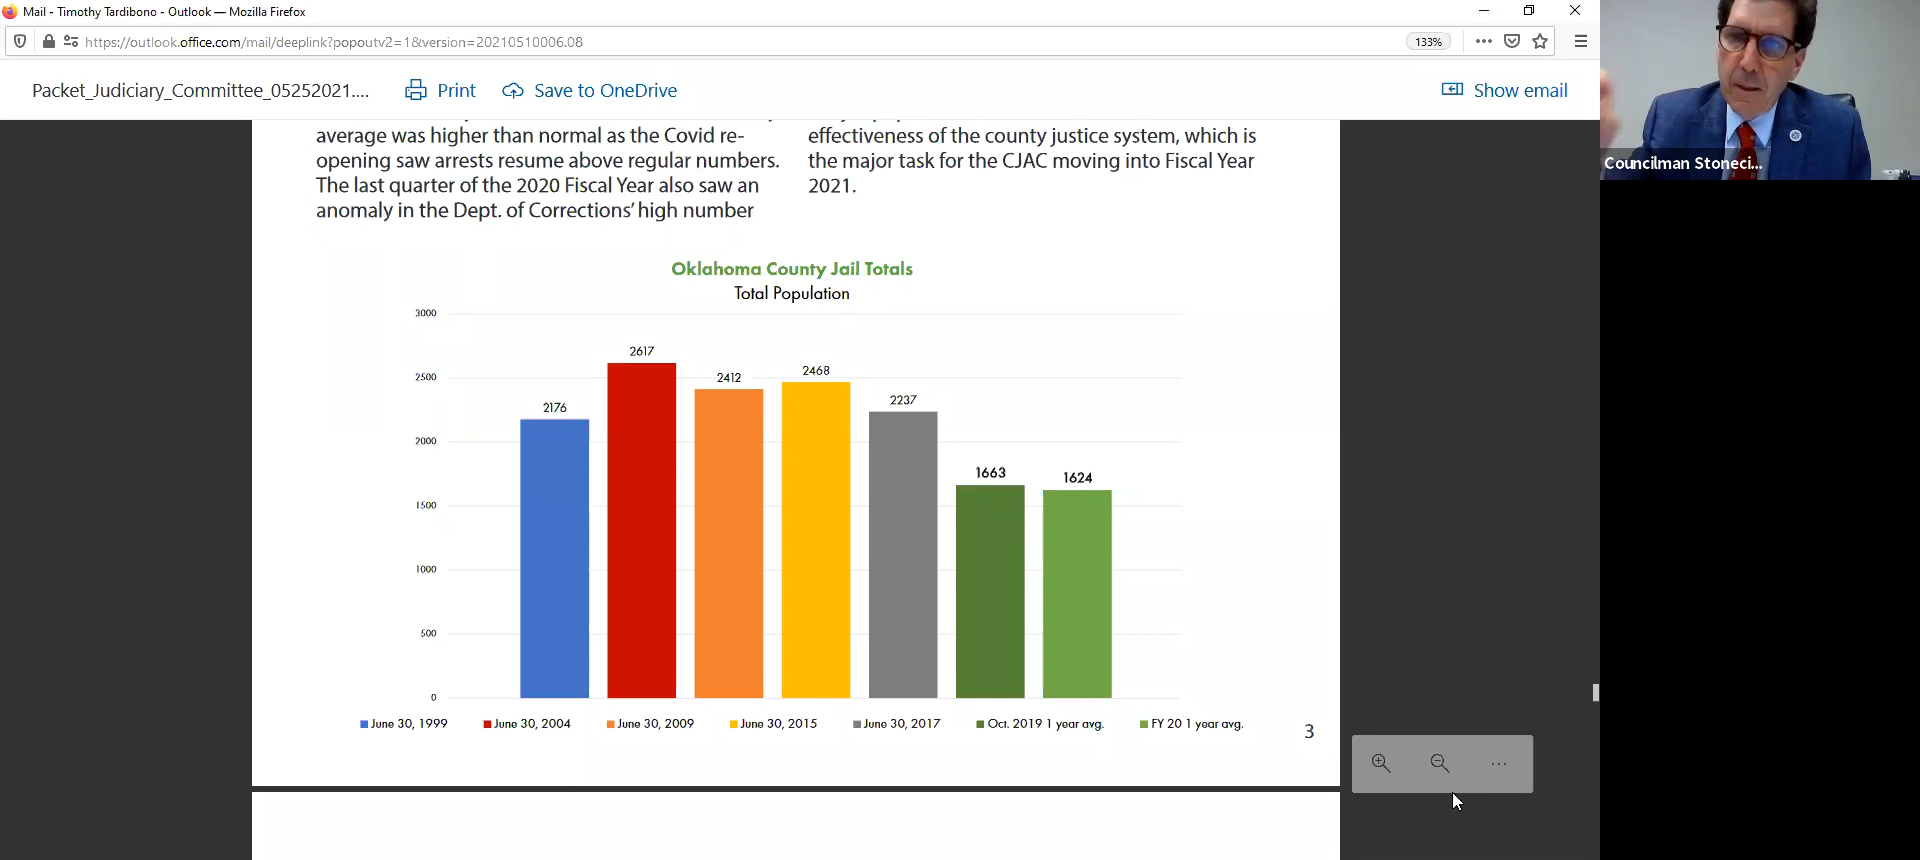 Mail - Timothy Tardibono - Outlook — Mozilla Firefox
https://outlook.office.com/mail/deeplink?popoutv2=1&version=20210510006.08
133%
Packet_Judiciary_Committee_05252021....
Print
Save to OneDrive
Show email
average was higher than normal as the Covid re-
opening saw arrests resume above regular numbers.
The last quarter of the 2020 Fiscal Year also saw an
anomaly in the Dept. of Corrections' high number
effectiveness of the county justice system, which is
the major task for the CJAC moving into Fiscal Year
2021.
Councilman Stoneci...
Oklahoma County Jail Totals
Total Population
3000
2500
2000
1500
1000
500
0
2176
2617
2412
2468
2237
1663
1624
June 30, 1999
June 30, 2004
June 30, 2009
June 30, 2015
June 30, 2017
Oct. 2019 1 year avg.
FY 20 1 year avg.
3